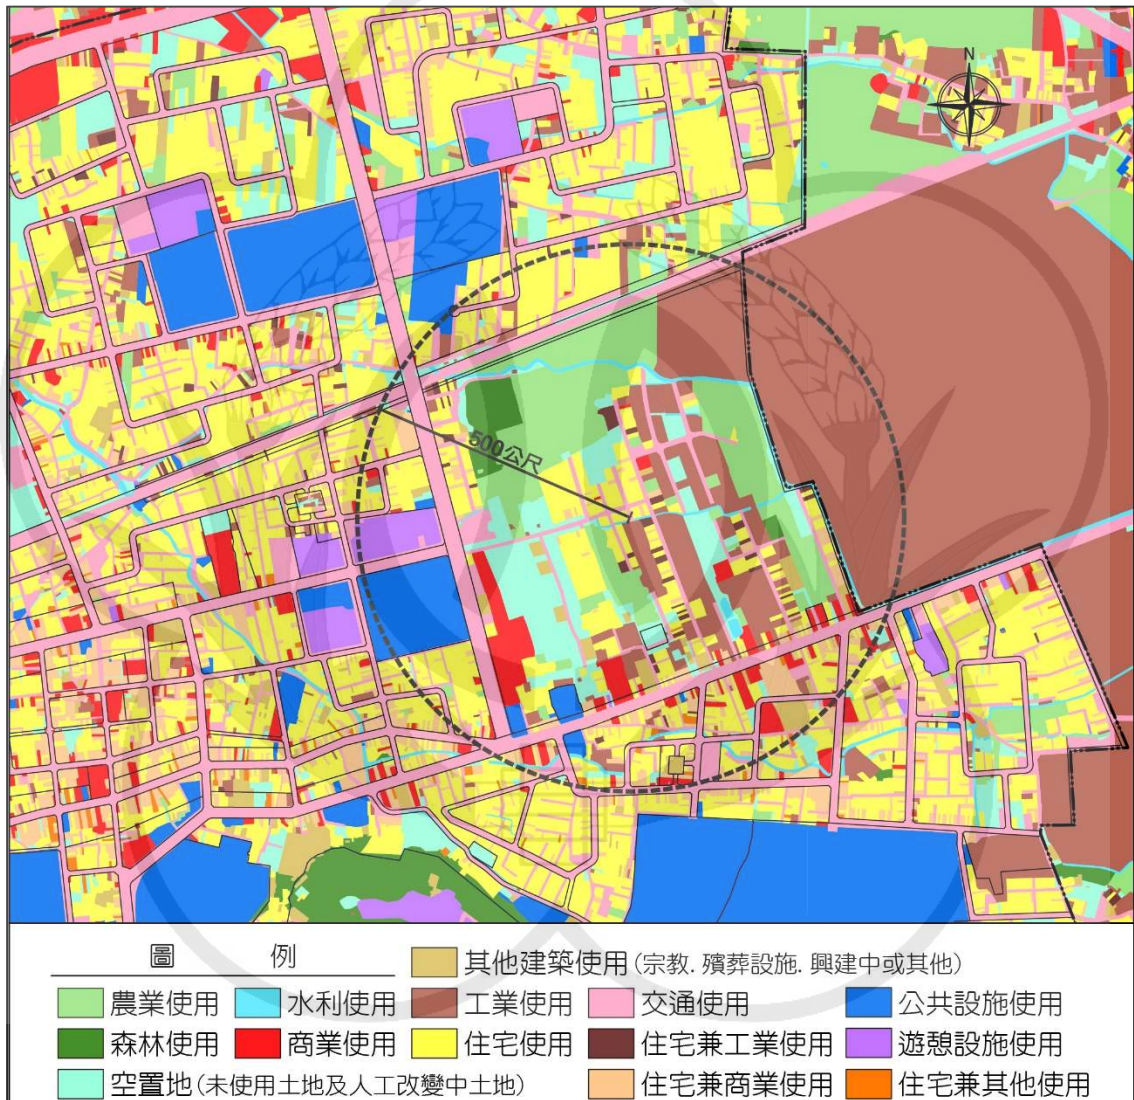 N
500公尺
圖 例
其他建築使用 (宗教. 殯葬設施. 興建中或其他)
農業使用 水利使用 工業使用 交通使用 公共設施使用
森林使用 商業使用 住宅使用 住宅兼工業使用 遊憩設施使用
空置地 (未使用土地及人工改變中土地) 住宅兼商業使用 住宅兼其他使用